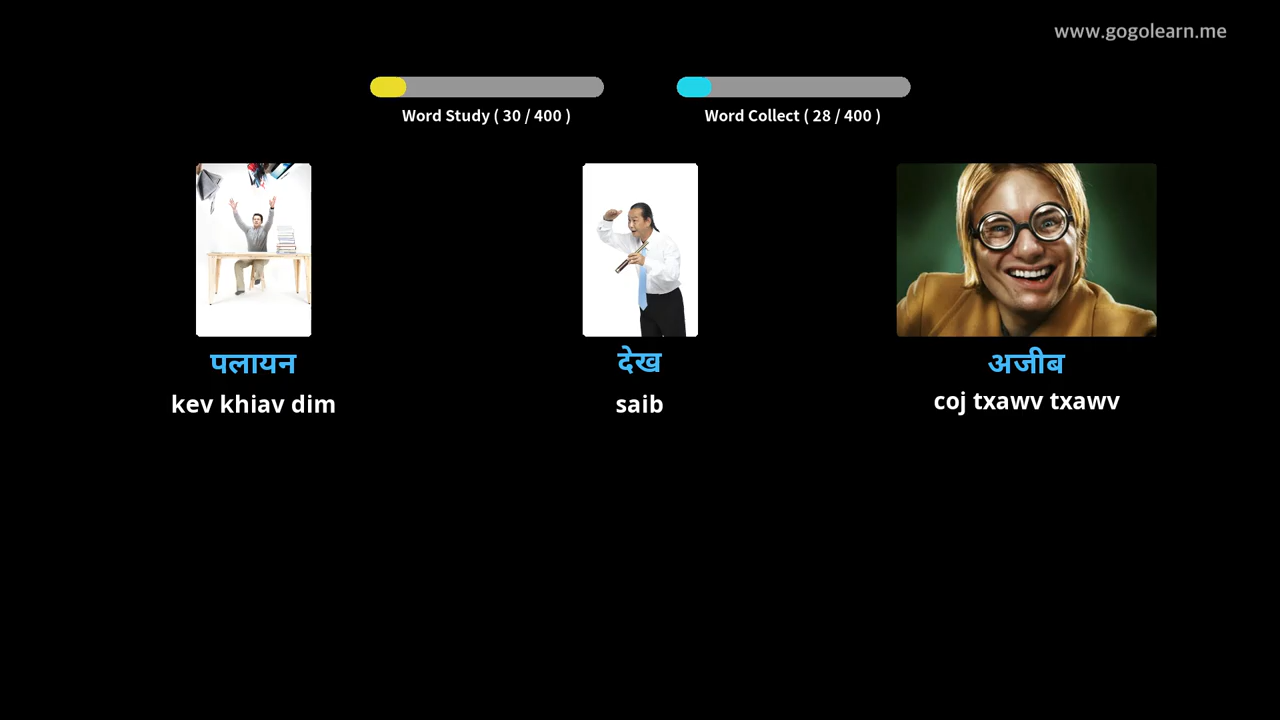 www.gogolearn.me
Word Study ( 30 / 400 )
Word Collect ( 28 / 400 )
पलायन
kev khiav dim
देख
saib
अजीब
coj txawv txawv